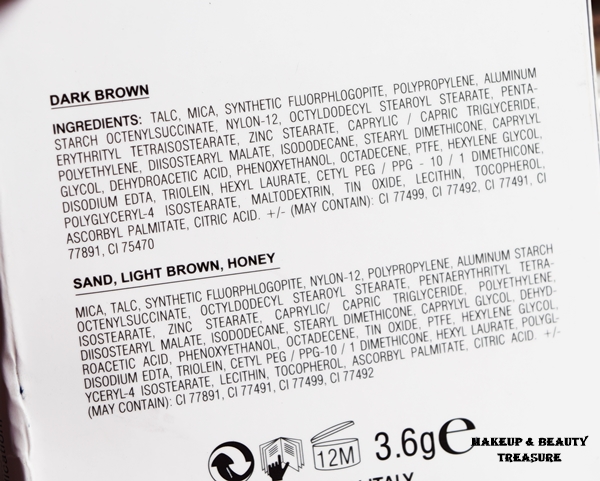 DARK BROWN
INGREDIENTS: TALC, MICA, SYNTHETIC FLUORPHLOGOPITE, POLYPROPYLENE, ALUMINUM
STARCH OCTENYLSUCCINATE, NYLON-12, OCTYLDODECYL STEAROYL STEARATE, PENTA-
ERYTHRITYL TETRAISOSTEARATE, ZINC STEARATE, CAPRYLIC / CAPRIC TRIGLYCERIDE,
POLYETHYLENE, DIISOSTEARYL MALATE, ISODODECANE, STEARYL DIMETHICONE, CAPRYLYL
GLYCOL, DEHYDROACETIC ACID, PHENOXYETHANOL, OCTADECENE, PTFE, HEXYLENE GLYCOL,
DISODIUM EDTA, TRIOLEIN, HEXYL LAURATE, CETYL PEG / PPG - 10 / 1 DIMETHICONE,
POLYGLYCERYL-4 ISOSTEARATE, MALTODEXTRIN, TIN OXIDE, LECITHIN, TOCOPHEROL,
ASCORBYL PALMITATE, CITRIC ACID. +/- (MAY CONTAIN): CI 77499, CI 77492, CI 77491, CI
77891, CI 75470
SAND, LIGHT BROWN, HONEY
MICA, TALC, SYNTHETIC FLUORPHLOGOPITE, NYLON-12, POLYPROPYLENE, ALUMINUM STARCH
OCTENYLSUCCINATE, OCTYLDODECYL STEAROYL STEARATE, PENTAERYTHRITYL TETRA-
ISOSTEARATE, ZINC STEARATE, CAPRYLIC/ CAPRIC TRIGLYCERIDE, POLYETHYLENE,
DIISOSTEARYL MALATE, ISODODECANE, STEARYL DIMETHICONE, CAPRYLYL GLYCOL, DEHYD-
ROACETIC ACID, PHENOXYETHANOL, OCTADECENE, TIN OXIDE, PTFE, HEXYLENE GLYCOL,
DISODIUM EDTA, TRIOLEIN, CETYL PEG / PPG-10 / 1 DIMETHICONE, HEXYL LAURATE, POLYGL-
YCERYL-4 ISOSTEARATE, LECITHIN, TOCOPHEROL, ASCORBYL PALMITATE, CITRIC ACID. +/-
(MAY CONTAIN): CI 77891, CI 77491, CI 77499, CI 77492
12M 3.6g e
ITALY
MAKEUP & BEAUTY
TREASURE